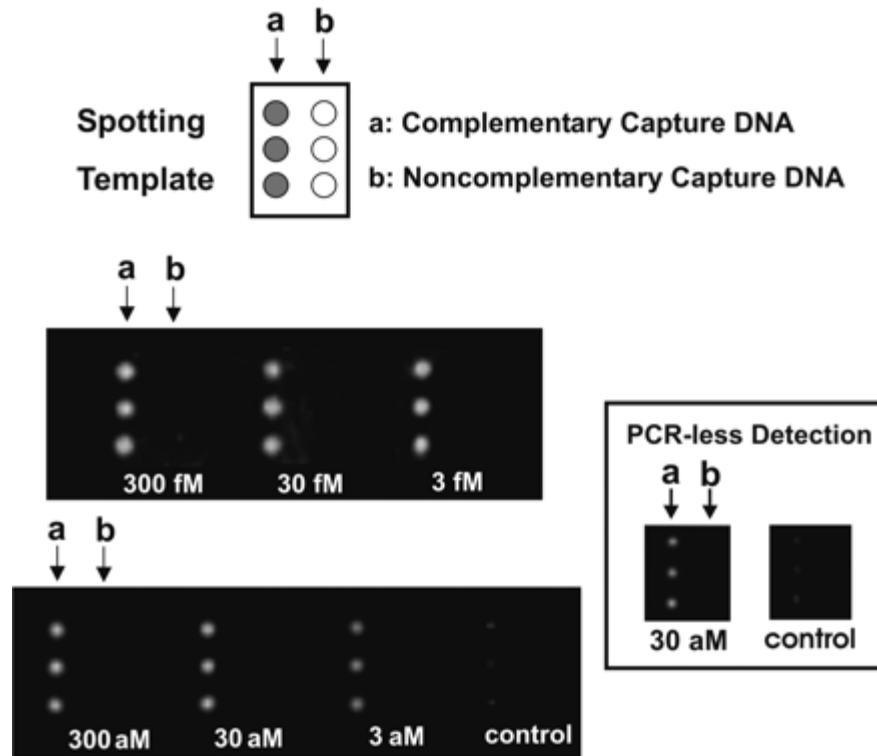 a b
Spotting
Template
a: Complementary Capture DNA
b: Noncomplementary Capture DNA
a b
300 fM 30 fM 3 fM
a b
300 aM 30 aM 3 aM control
PCR-less Detection
a b
30 aM control